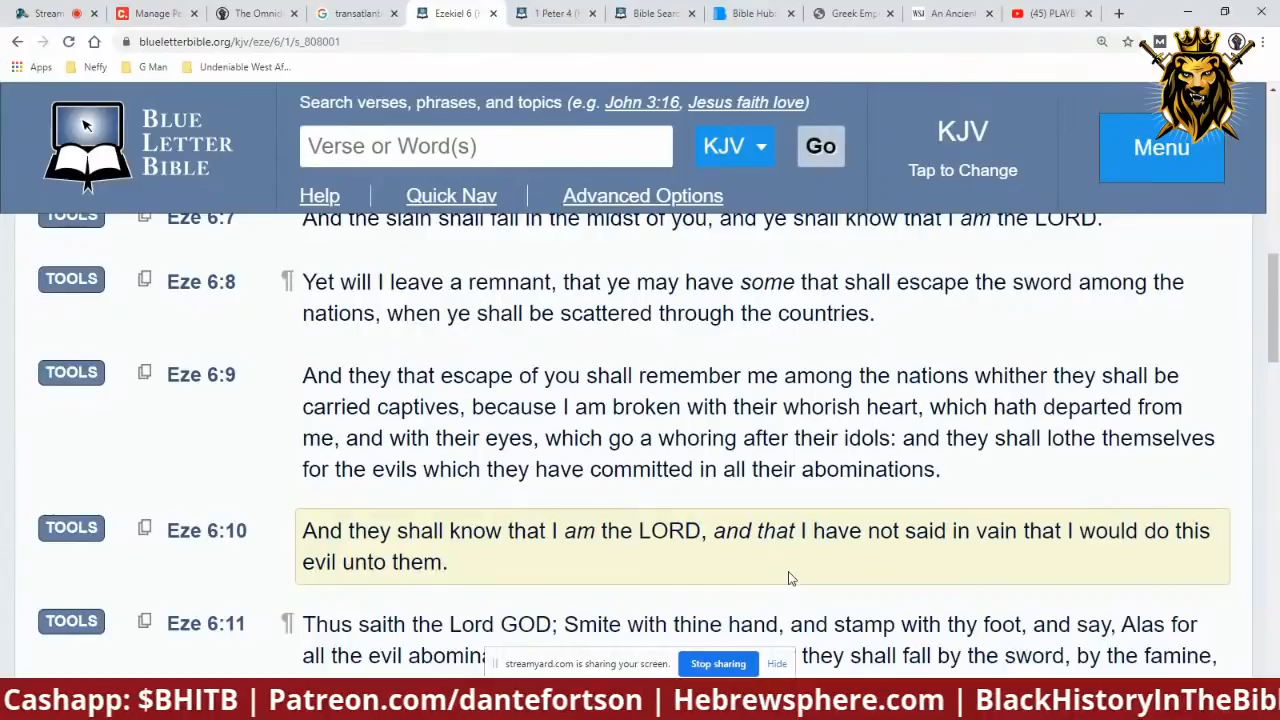 Stream
Manage Pe
The Omnic
transatlant
Ezekiel 6 (
1 Peter 4 (
Bible Sear
Bible Hub
Greek Emp
WSJ An Ancien
(45) PLAYE
blueletterbible.org/kjv/eze/6/1/s_808001
Apps Neffy G Man Undeniable West Af...
BLUE LETTER BIBLE
Search verses, phrases, and topics (e.g. John 3:16, Jesus faith love)
Verse or Word(s) KJV Go
Help Quick Nav Advanced Options
KJV
Tap to Change
Menu
TOOLS Eze 6:7 And the slain shall fall in the midst of you, and ye shall know that I am the LORD.
TOOLS Eze 6:8 ¶ Yet will I leave a remnant, that ye may have some that shall escape the sword among the
nations, when ye shall be scattered through the countries.
TOOLS Eze 6:9 And they that escape of you shall remember me among the nations whither they shall be
carried captives, because I am broken with their whorish heart, which hath departed from
me, and with their eyes, which go a whoring after their idols: and they shall lothe themselves
for the evils which they have committed in all their abominations.
TOOLS Eze 6:10 And they shall know that I am the LORD, and that I have not said in vain that I would do this
evil unto them.
TOOLS Eze 6:11 ¶ Thus saith the Lord GOD; Smite with thine hand, and stamp with thy foot, and say, Alas for
all the evil abomina they shall fall by the sword, by the famine,
streamyard.com is sharing your screen. Stop sharing Hide
Cashapp: $BHITB | Patreon.com/dantefortson | Hebrewsphere.com | BlackHistoryInTheBibl